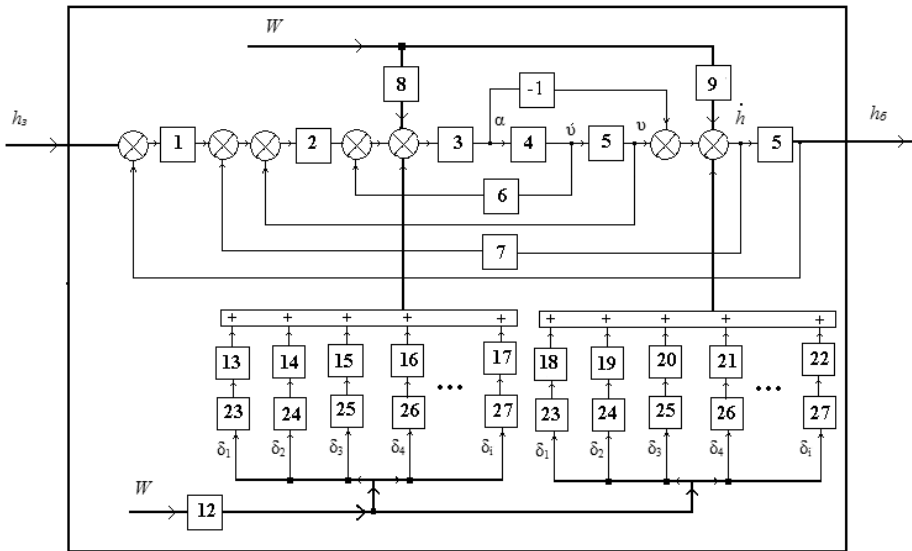 W
8
9
-1
h₃
1
2
3
α
4
ύ
5
υ
ḣ
5
hδ
6
7
+ + + + +
+ + + + +
13 14 15 16 17
18 19 20 21 22
...
...
23 24 25 26 27
23 24 25 26 27
δ₁ δ₂ δ₃ δ₄ δᵢ
δ₁ δ₂ δ₃ δ₄ δᵢ
W
12